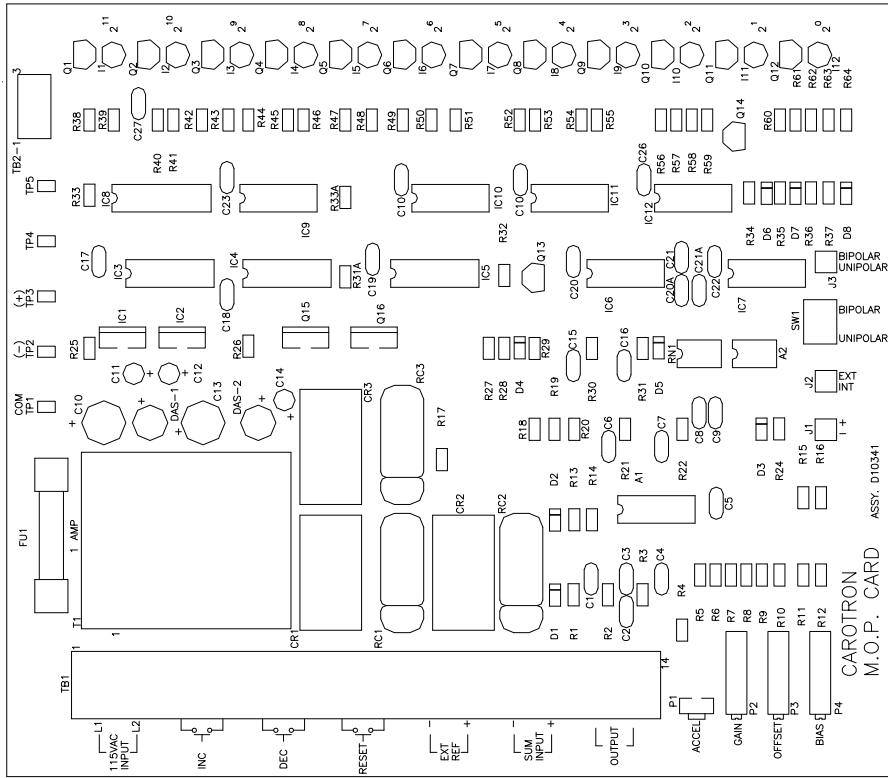 11
10
9
8
7
6
5
4
3
2
1
0
2
2
2
2
2
2
2
2
2
2
2
2
Q1
I1
Q2
I2
Q3
I3
Q4
I4
Q5
I5
Q6
I6
Q7
I7
Q8
I8
Q9
I9
Q10
I10
Q11
I11
Q12
I12
3
TB2-1
R38
R39
C27
R40
R41
R42
R43
R44
R45
R46
R47
R48
R49
R50
R51
R52
R53
R54
R55
R56
R57
R58
R59
Q14
R60
R61
R62
R63
R64
TP5
R33
IC8
C23
IC9
R33A
C10
IC10
C10
IC11
C26
IC12
R34
D6
R35
D7
R36
R37
D8
TP4
C17
IC3
IC4
C18
R31A
C19
IC5
R32
Q13
C20
IC6
C21
C20A
C21A
C22
IC7
BIPOLAR
UNIPOLAR
J3
(+)
TP3
IC1
IC2
Q15
Q16
SW1
BIPOLAR
UNIPOLAR
(-)
TP2
R25
R26
R27
R28
D4
R29
R19
C15
R30
C16
R31
D5
RN1
A2
C11
+
+
C12
C14
+
J2
EXT
INT
COM
TP1
C10
+
+
DAS-1
+
C13
DAS-2
+
CR3
RC3
R17
R18
R20
C6
R21
C7
R22
C8
C9
D3
R24
J1
+
-
R15
R16
FU1
1 AMP
T1
1
CR1
RC1
CR2
RC2
D2
R13
R14
A1
C5
ASSY. D10341
D1
R1
C1
R2
C3
C2
R3
C4
R4
R5
R6
R7
R8
R9
R10
R11
R12
CAROTRON
M.O.P. CARD
TB1
1
14
P1
P2
P3
P4
L1
L2
115VAC
INPUT
INC
DEC
RESET
-
+
EXT
REF
-
+
SUM
INPUT
OUTPUT
ACCEL
GAIN
OFFSET
BIAS